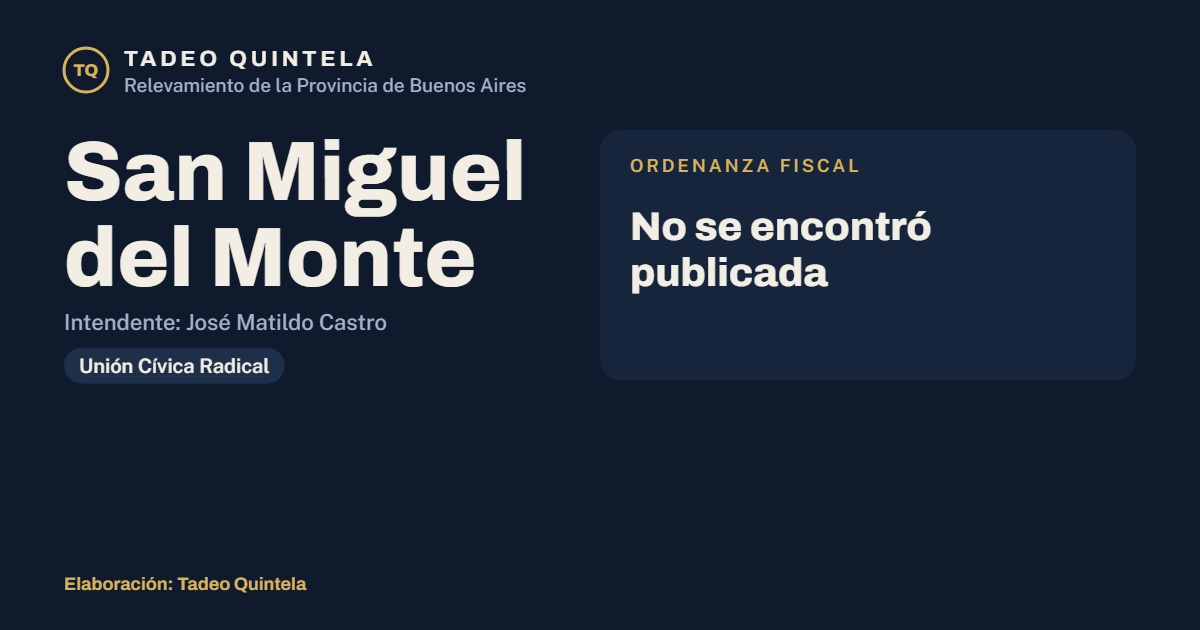 TQ
TADEO QUINTELA
Relevamiento de la Provincia de Buenos Aires
San Miguel
del Monte
Intendente: José Matildo Castro
Unión Cívica Radical
ORDENANZA FISCAL
No se encontró
publicada
Elaboración: Tadeo Quintela